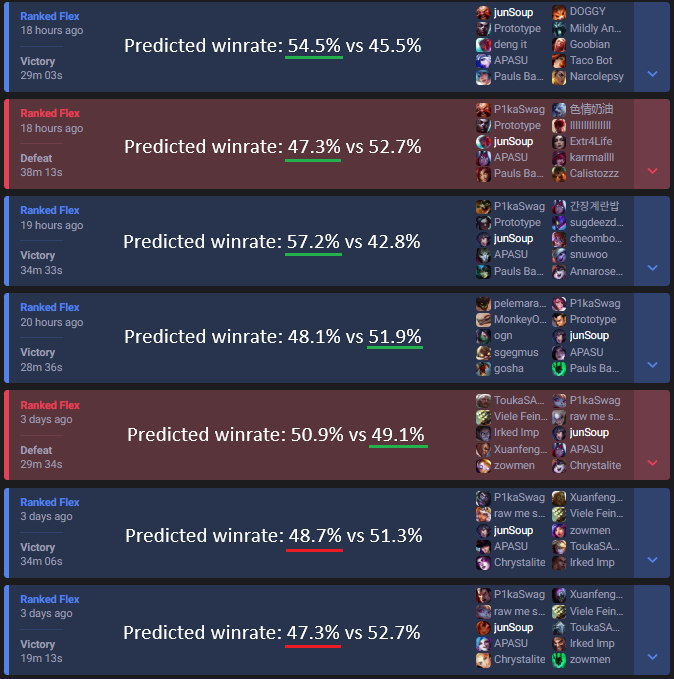 Ranked Flex
18 hours ago
Victory
29m 03s
Predicted winrate: 54.5% vs 45.5%
junSoup DOGGY
Prototype Mildly An...
deng it Goobian
APASU Taco Bot
Pauls Ba... Narcolepsy
Ranked Flex
18 hours ago
Defeat
38m 13s
Predicted winrate: 47.3% vs 52.7%
P1kaSwag 色情奶油
Prototype
junSoup Extr4Life
APASU karrmallll
Pauls Ba... Calistozzz
Ranked Flex
19 hours ago
Victory
34m 33s
Predicted winrate: 57.2% vs 42.8%
P1kaSwag 간장계란밥
Prototype sugdeezd...
junSoup cheombo...
APASU snuwoo
Pauls Ba... Annarose...
Ranked Flex
20 hours ago
Victory
28m 36s
Predicted winrate: 48.1% vs 51.9%
pelemara... P1kaSwag
MonkeyO... Prototype
ogn junSoup
sgegmus APASU
gosha Pauls Ba...
Ranked Flex
3 days ago
Defeat
29m 34s
Predicted winrate: 50.9% vs 49.1%
ToukaSA... P1kaSwag
Viele Fein... raw me s...
Irked Imp junSoup
Xuanfeng... APASU
zowmen Chrystalite
Ranked Flex
3 days ago
Victory
34m 06s
Predicted winrate: 48.7% vs 51.3%
P1kaSwag Xuanfeng...
raw me s... Viele Fein...
junSoup zowmen
APASU ToukaSA...
Chrystalite Irked Imp
Ranked Flex
3 days ago
Victory
19m 13s
Predicted winrate: 47.3% vs 52.7%
P1kaSwag Xuanfeng...
raw me s... Viele Fein...
junSoup ToukaSA...
APASU Irked Imp
Chrystalite zowmen